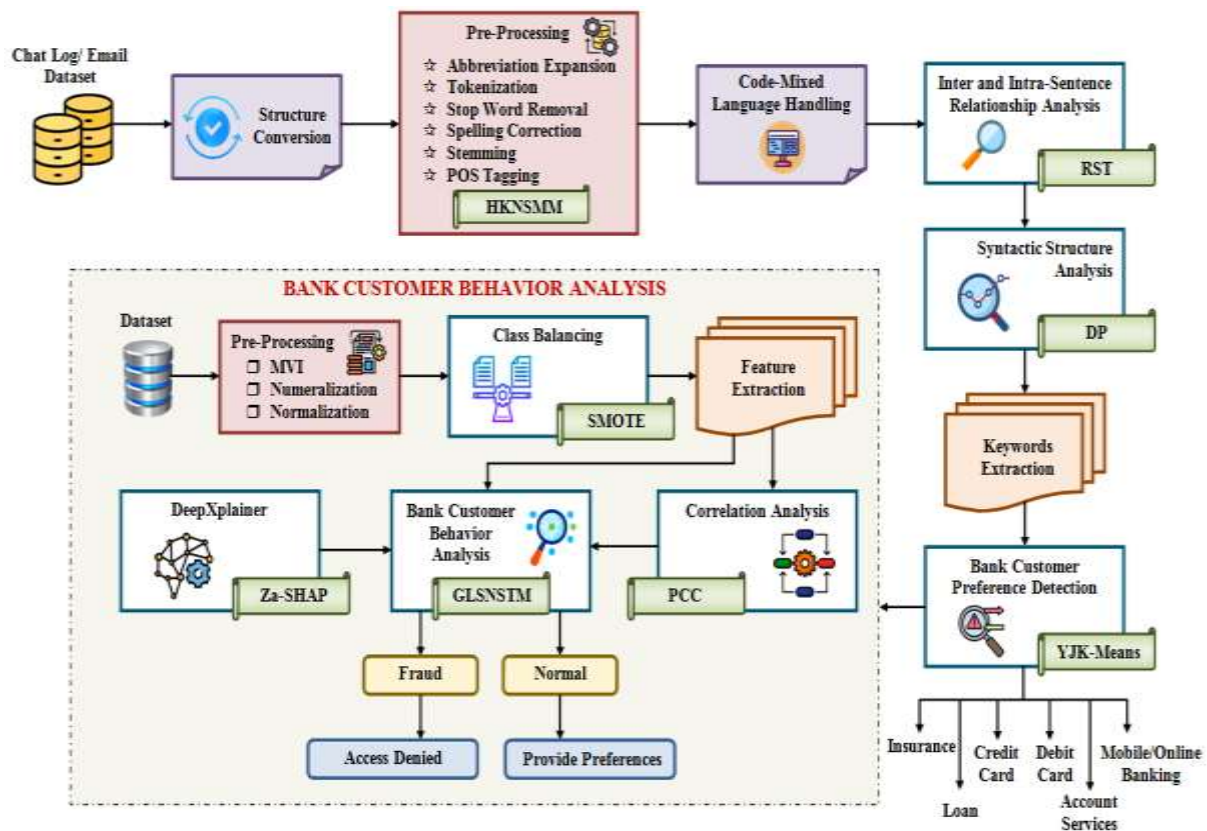 Chat Log/ Email
Dataset
Structure
Conversion
Pre-Processing
☆ Abbreviation Expansion
☆ Tokenization
☆ Stop Word Removal
☆ Spelling Correction
☆ Stemming
☆ POS Tagging
HKNSMM
Code-Mixed
Language Handling
Inter and Intra-Sentence
Relationship Analysis
RST
Syntactic Structure
Analysis
DP
Keywords
Extraction
Bank Customer
Preference Detection
YJK-Means
Insurance
Loan
Credit
Card
Debit
Card
Account
Services
Mobile/Online
Banking
BANK CUSTOMER BEHAVIOR ANALYSIS
Dataset
Pre-Processing
❒ MVI
❒ Numeralization
❒ Normalization
Class Balancing
SMOTE
Feature
Extraction
DeepXplainer
Za-SHAP
Bank Customer
Behavior
Analysis
GLSNSTM
Correlation Analysis
PCC
Fraud
Normal
Access Denied
Provide Preferences